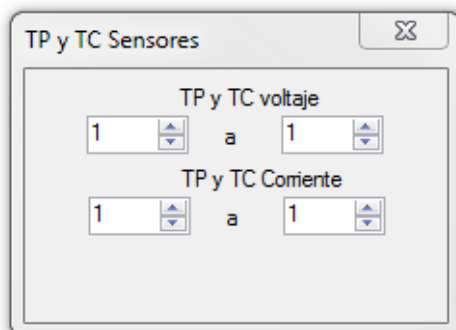 TP y TC Sensores
TP y TC voltaje
1 a 1
TP y TC Corriente
1 a 1